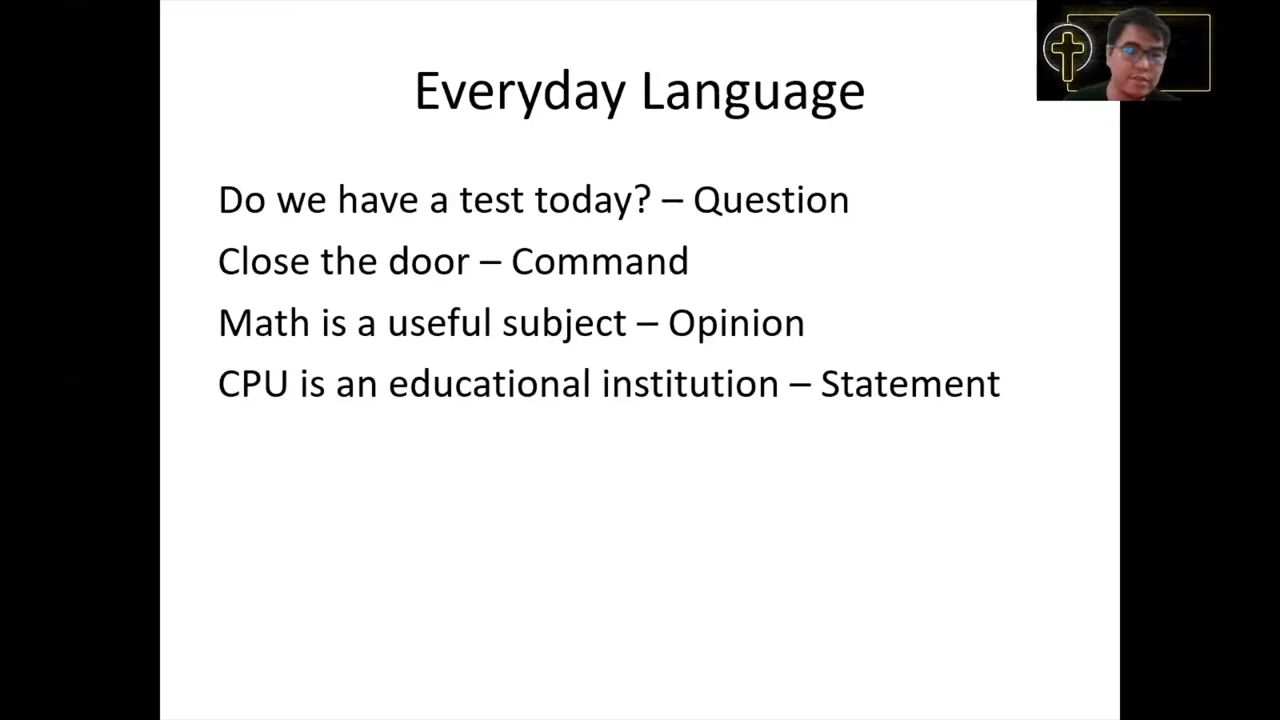 Everyday Language
Do we have a test today? – Question
Close the door – Command
Math is a useful subject – Opinion
CPU is an educational institution – Statement